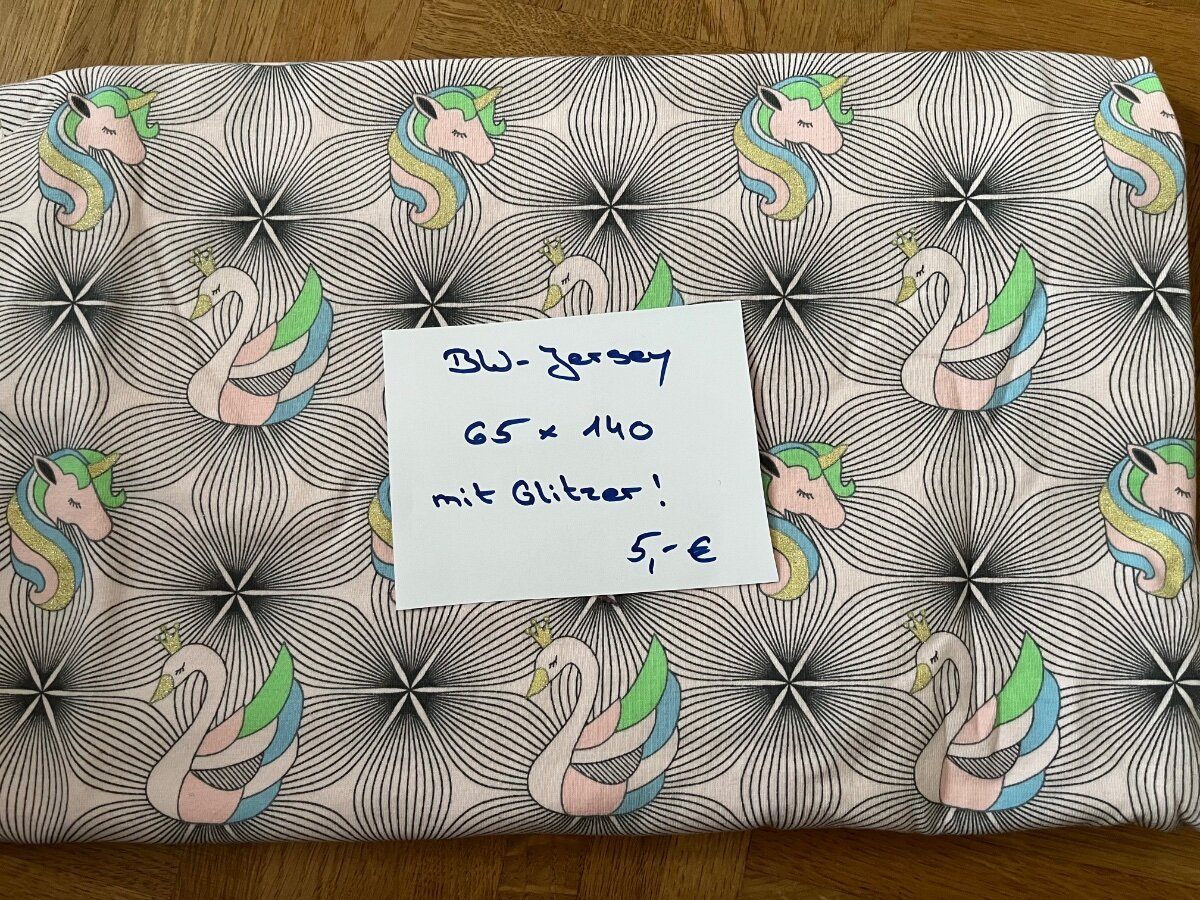 BW-Jersey
65 x 140
mit Glitzer!
5,- €